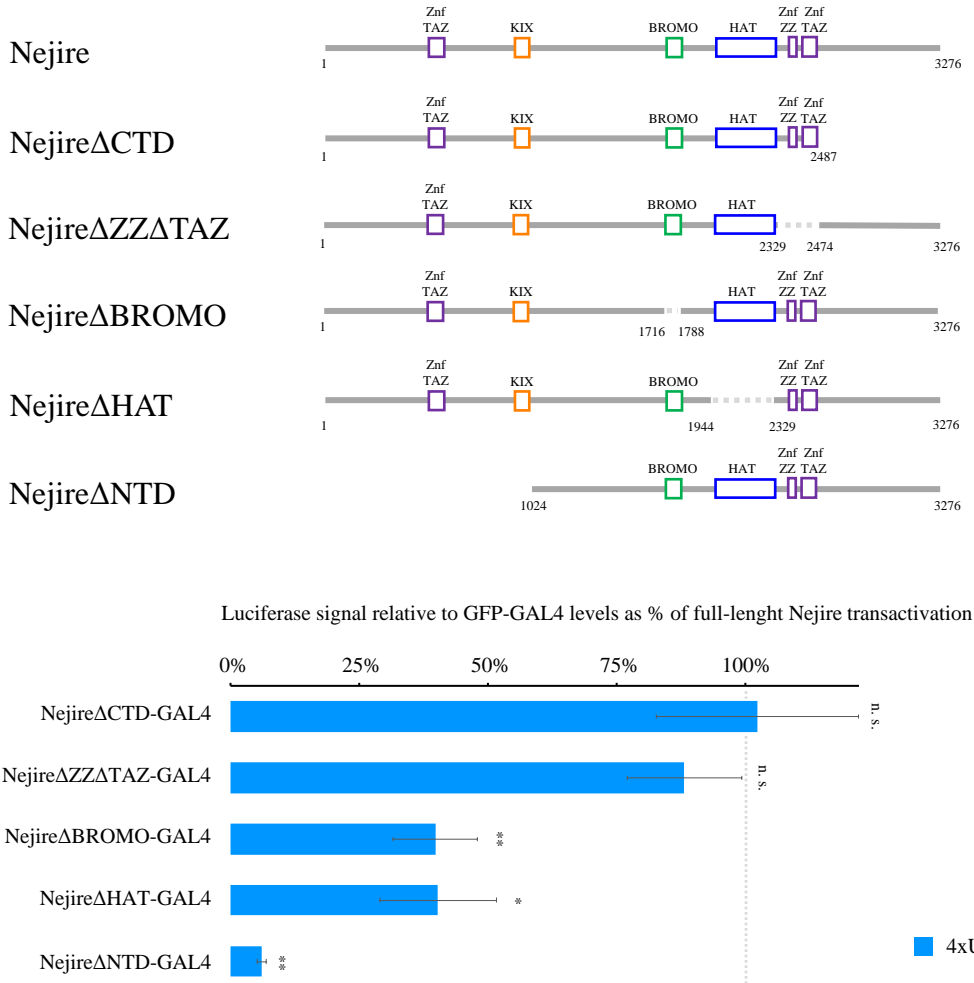 Znf Znf Znf
TAZ KIX BROMO HAT ZZ TAZ
Nejire
1 3276
Znf Znf Znf
TAZ KIX BROMO HAT ZZ TAZ
NejireΔCTD
1 2487
Znf
TAZ KIX BROMO HAT
NejireΔZZΔTAZ
1 2329 2474 3276
Znf Znf Znf
TAZ KIX HAT ZZ TAZ
NejireΔBROMO
1 1716 1788 3276
Znf Znf Znf
TAZ KIX BROMO ZZ TAZ
NejireΔHAT
1 1944 2329 3276
Znf Znf
BROMO HAT ZZ TAZ
NejireΔNTD
1024 3276
Luciferase signal relative to GFP-GAL4 levels as % of full-lenght Nejire transactivation
0% 25% 50% 75% 100%
NejireΔCTD-GAL4 n. s.
NejireΔZZΔTAZ-GAL4 n. s.
NejireΔBROMO-GAL4 **
NejireΔHAT-GAL4 *
NejireΔNTD-GAL4 **